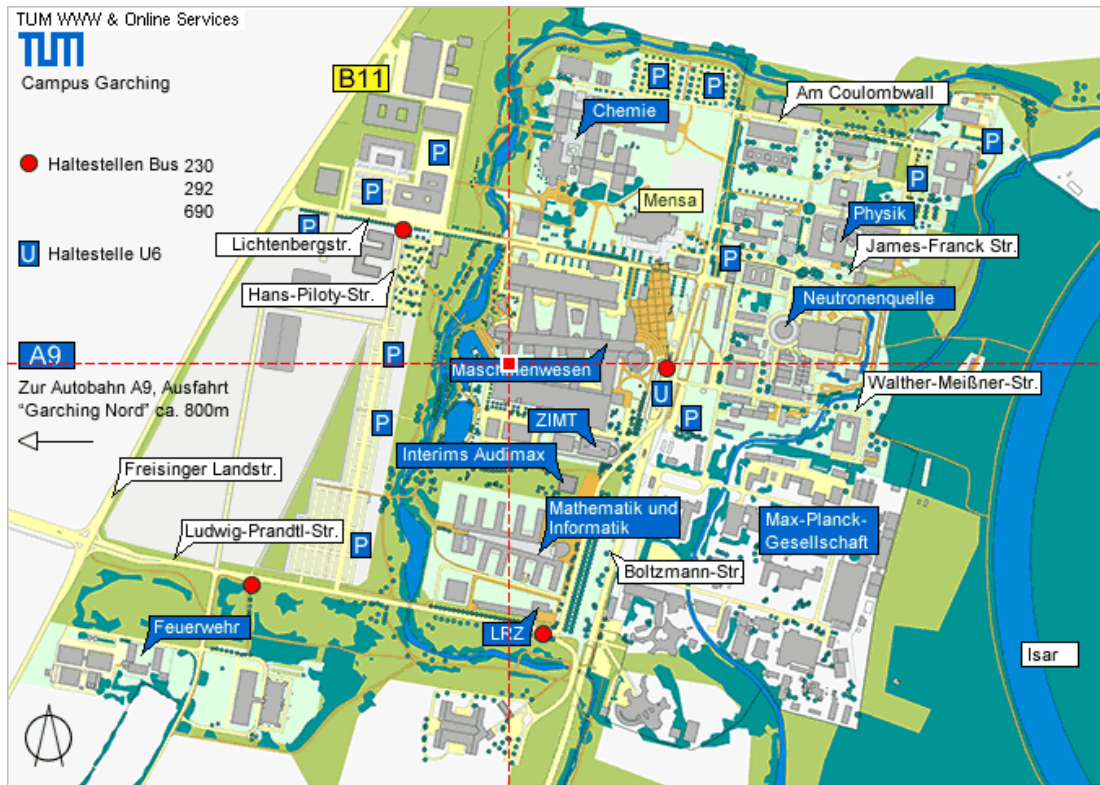 TUM WWW & Online Services
TUM
Campus Garching
B11
Haltestellen Bus 230
292
690
U Haltestelle U6
A9
Zur Autobahn A9, Ausfahrt
“Garching Nord” ca. 800m
P
P
Am Coulombwall
Chemie
P
P
P
P
Mensa
P
Physik
Lichtenbergstr.
James-Franck Str.
P
Hans-Piloty-Str.
Neutronenquelle
P
Maschinenwesen
U
Walther-Meißner-Str.
P
P
ZIMT
Interims Audimax
Freisinger Landstr.
Mathematik und
Informatik
Max-Planck-
Gesellschaft
Ludwig-Prandtl-Str.
P
Boltzmann-Str.
Feuerwehr
LRZ
Isar